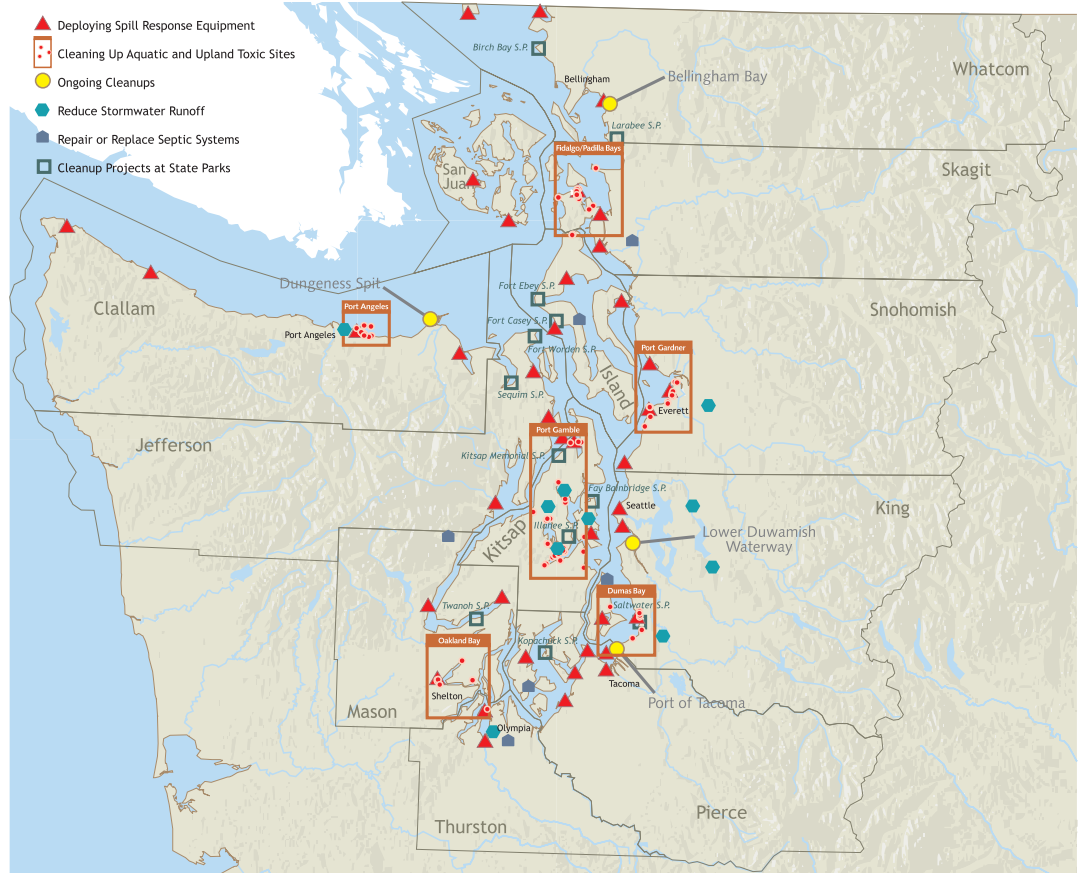 Deploying Spill Response Equipment
Cleaning Up Aquatic and Upland Toxic Sites
Ongoing Cleanups
Reduce Stormwater Runoff
Repair or Replace Septic Systems
Cleanup Projects at State Parks
Birch Bay S.P.
Whatcom
Bellingham
Bellingham Bay
Larabee S.P.
Fidalgo/Padilla Bays
San
Juan
Skagit
Dungeness Spit
Fort Ebey S.P.
Clallam
Port Angeles
Port Angeles
Fort Casey S.P.
Snohomish
Fort Worden S.P.
Port Gardner
Island
Sequim S.P.
Everett
Port Gamble
Jefferson
Kitsap Memorial S.P.
Fay Bainbridge S.P.
Seattle
King
Illahee S.P.
Kitsap
Lower Duwamish
Waterway
Dumas Bay
Twanoh S.P.
Saltwater S.P.
Oakland Bay
Kopachuck S.P.
Tacoma
Shelton
Port of Tacoma
Mason
Olympia
Pierce
Thurston